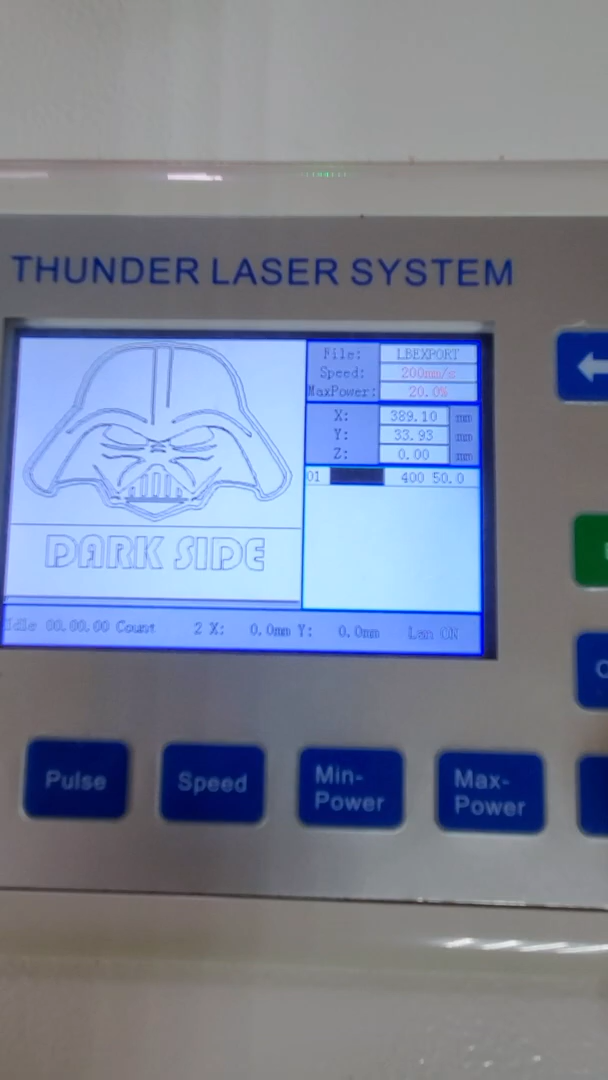 THUNDER LASER SYSTEM
File: LBEXPORT
Speed: 200mm/s
MaxPower: 20.0%
X: 389.10 mm
Y: 33.93 mm
Z: 0.00 mm
01 400 50.0
DARK SIDE
Idle 00.00.00 Count 2 X: 0.0mm Y: 0.0mm Lan ON
Pulse
Speed
Min-
Power
Max-
Power